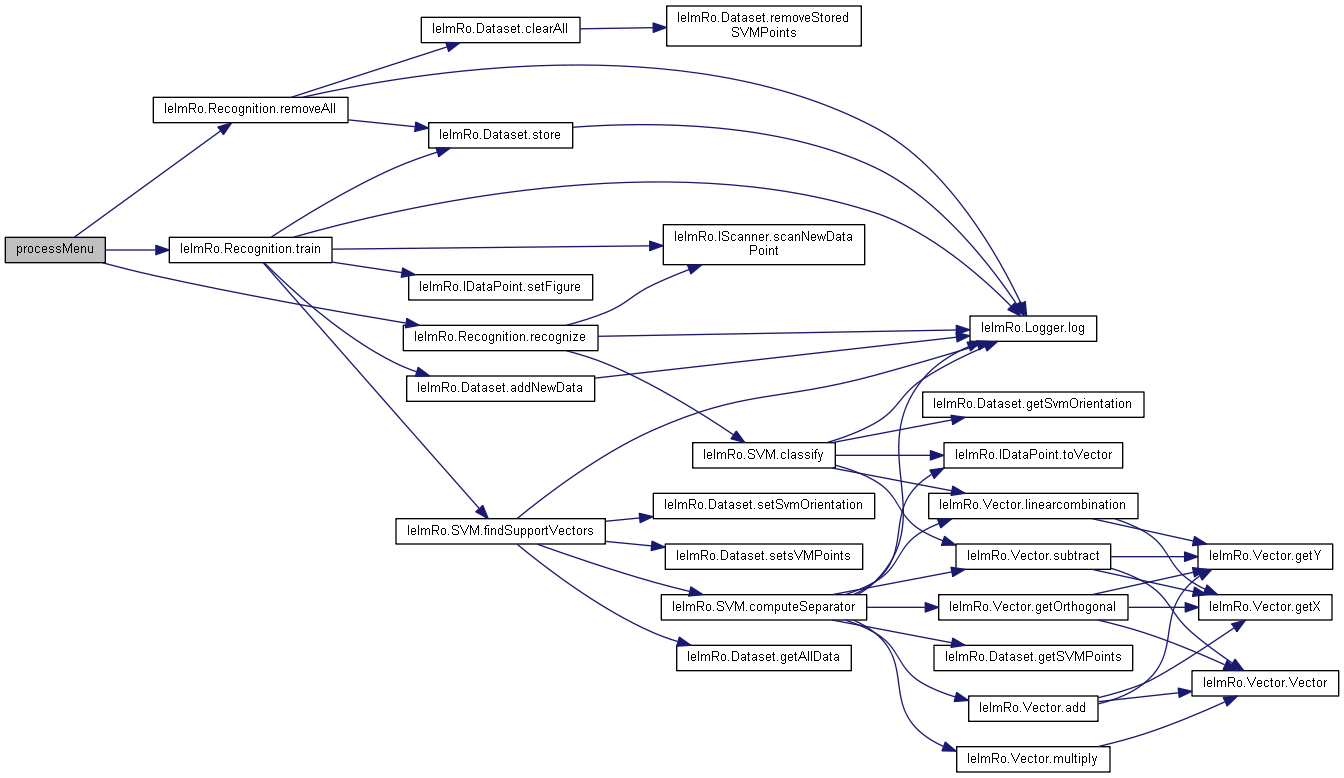 processMenu
leImRo.Recognition.removeAll
leImRo.Recognition.train
leImRo.Dataset.clearAll
leImRo.Dataset.store
leImRo.IDataPoint.setFigure
leImRo.Recognition.recognize
leImRo.Dataset.addNewData
leImRo.SVM.findSupportVectors
leImRo.Dataset.removeStored
SVMPoints
leImRo.IScanner.scanNewData
Point
leImRo.SVM.classify
leImRo.Dataset.setSvmOrientation
leImRo.Dataset.setsVMPoints
leImRo.SVM.computeSeparator
leImRo.Dataset.getAllData
leImRo.Logger.log
leImRo.Dataset.getSvmOrientation
leImRo.IDataPoint.toVector
leImRo.Vector.linearcombination
leImRo.Vector.subtract
leImRo.Vector.getOrthogonal
leImRo.Dataset.getSVMPoints
leImRo.Vector.add
leImRo.Vector.multiply
leImRo.Vector.getY
leImRo.Vector.getX
leImRo.Vector.Vector